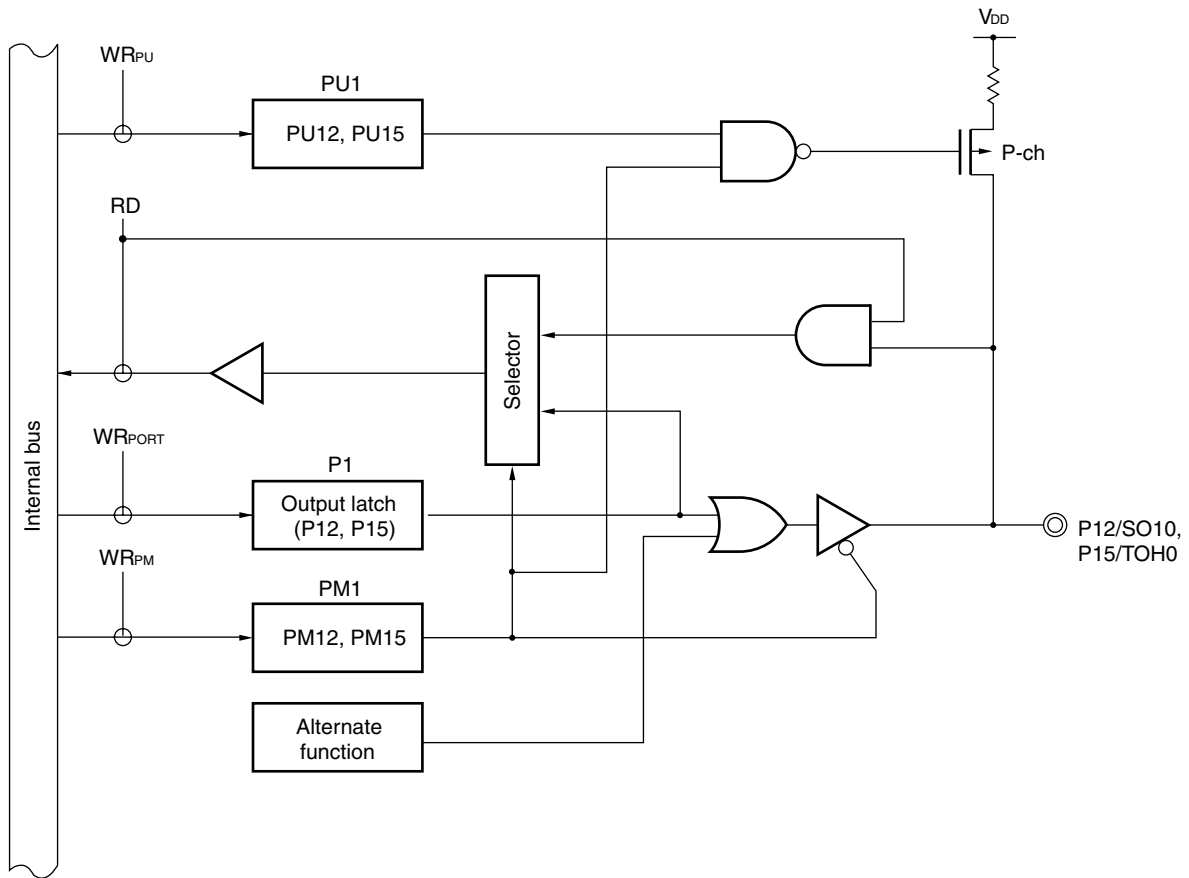 VDD
WRPU
PU1
PU12, PU15
P-ch
RD
Selector
WRPORT
P1
Output latch
(P12, P15)
Internal bus
P12/SO10,
P15/TOH0
WRPM
PM1
PM12, PM15
Alternate
function